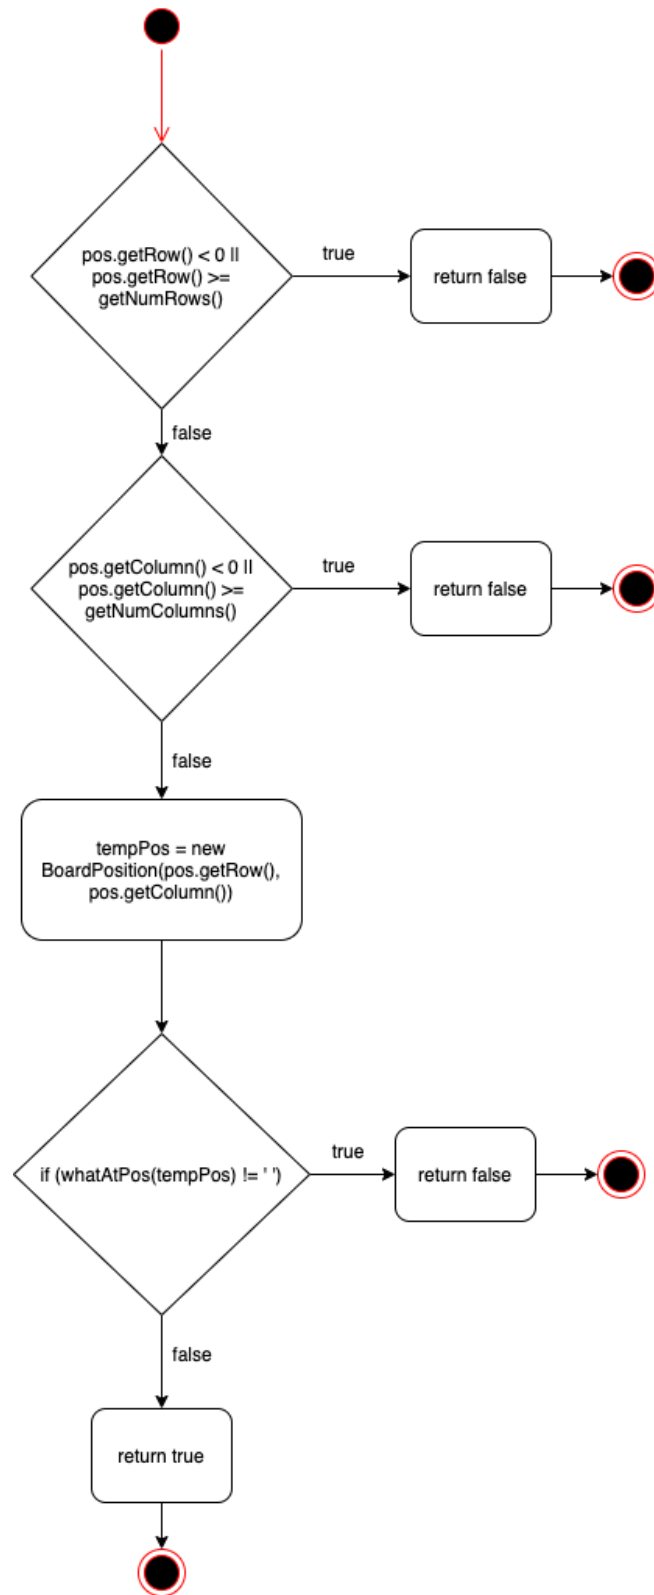 pos.getRow() < 0 ||
pos.getRow() >=
getNumRows()
true
return false
false
pos.getColumn() < 0 ||
pos.getColumn() >=
getNumColumns()
true
return false
false
tempPos = new
BoardPosition(pos.getRow(),
pos.getColumn())
if (whatAtPos(tempPos) != ' ')
true
return false
false
return true